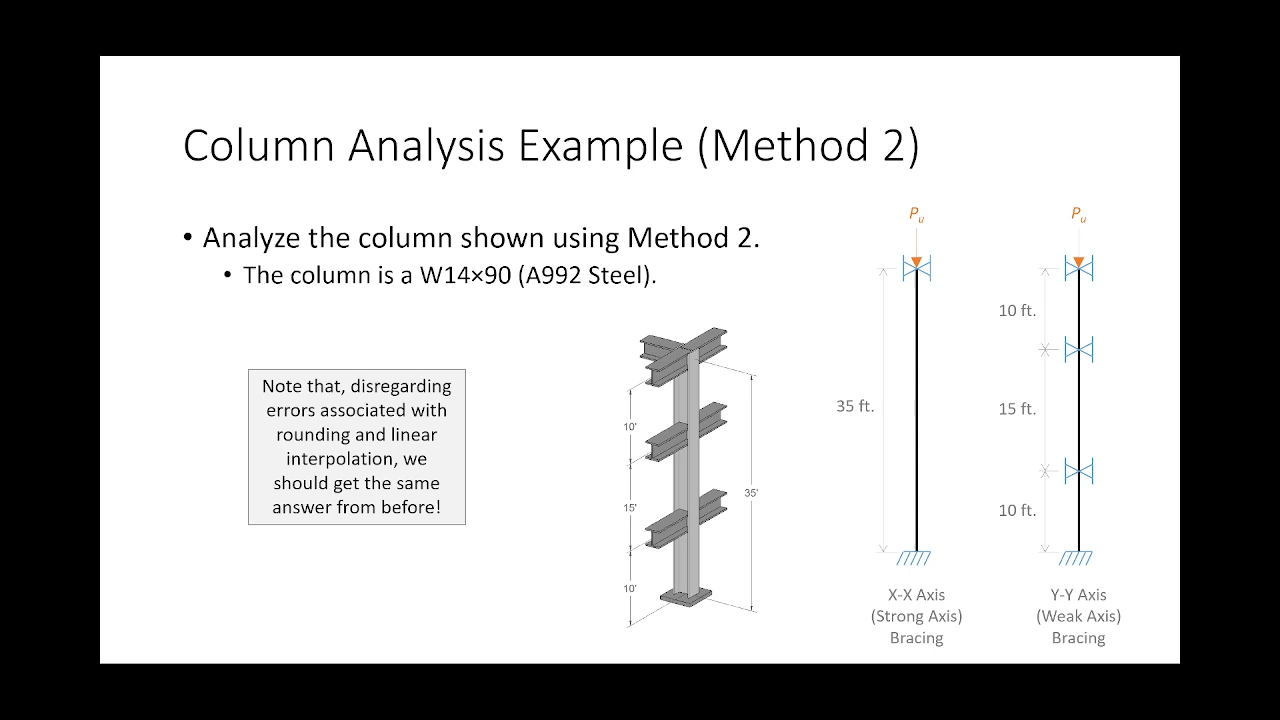 Column Analysis Example (Method 2)
• Analyze the column shown using Method 2.
• The column is a W14×90 (A992 Steel).
Note that, disregarding
errors associated with
rounding and linear
interpolation, we
should get the same
answer from before!
10'
15'
10'
35'
Pu
35 ft.
X-X Axis
(Strong Axis)
Bracing
Pu
10 ft.
15 ft.
10 ft.
Y-Y Axis
(Weak Axis)
Bracing